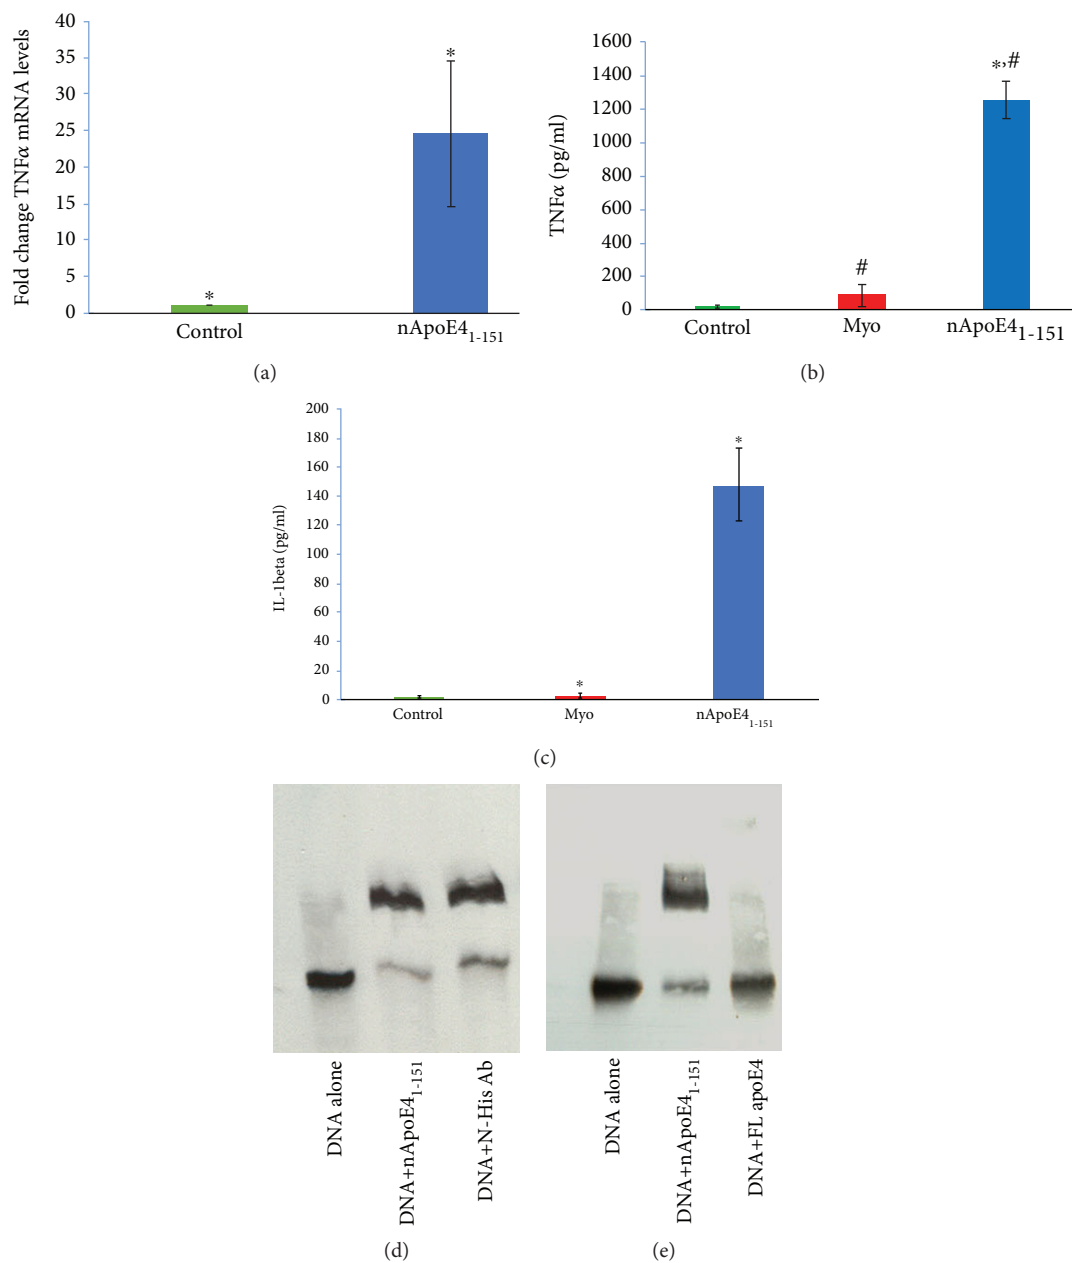 40
35
30
25
20
15
10
5
0
Fold change TNFα mRNA levels
*
*
Control
nApoE4₁₋₁₅₁
(a)
1600
1400
1200
1000
800
600
400
200
0
TNFα (pg/ml)
#
*,#
Control
Myo
nApoE4₁₋₁₅₁
(b)
200
180
160
140
120
100
80
60
40
20
0
IL-1beta (pg/ml)
*
*
Control
Myo
nApoE4₁₋₁₅₁
(c)
DNA alone
DNA+nApoE4₁₋₁₅₁
DNA+N-His Ab
(d)
DNA alone
DNA+nApoE4₁₋₁₅₁
DNA+FL apoE4
(e)